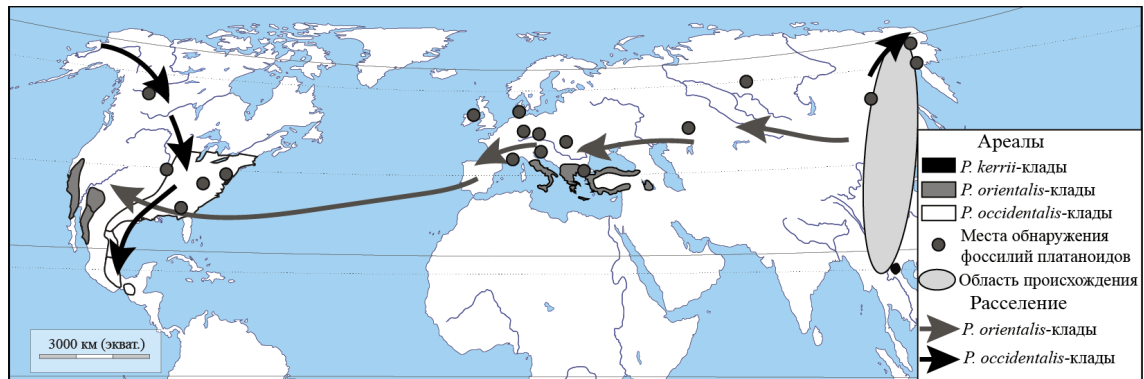 Ареалы
P. kerrii-клады
P. orientalis-клады
P. occidentalis-клады
Места обнаружения
фоссилий платаноидов
Область происхождения
Расселение
P. orientalis-клады
P. occidentalis-клады
3000 км (экват.)